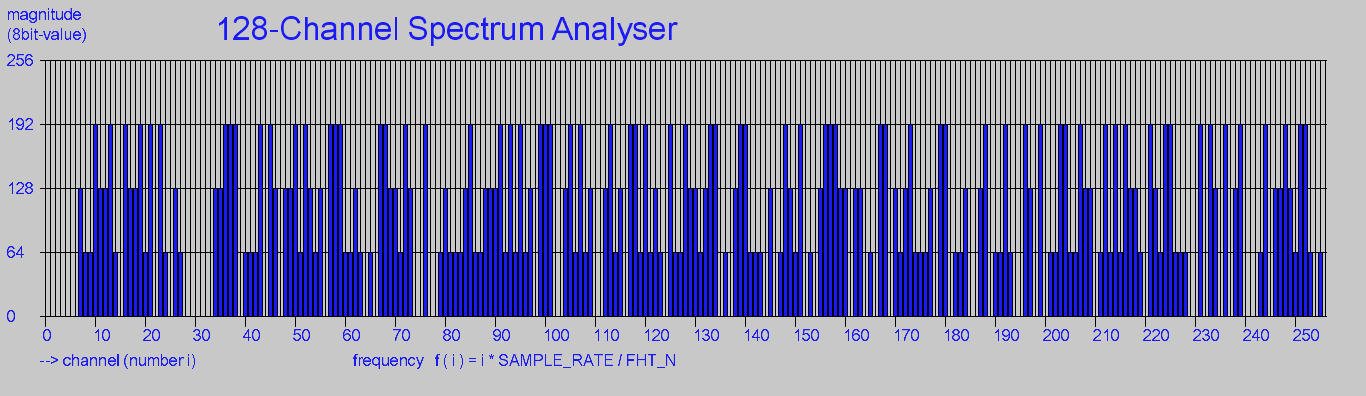 magnitude
(8bit-value)
128-Channel Spectrum Analyser
256
192
128
64
0
0 10 20 30 40 50 60 70 80 90 100 110 120 130 140 150 160 170 180 190 200 210 220 230 240 250
--> channel (number i)
frequency f ( i ) = i * SAMPLE_RATE / FHT_N